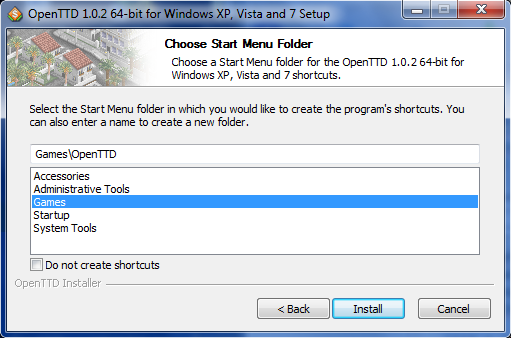 OpenTTD 1.0.2 64-bit for Windows XP, Vista and 7 Setup
Choose Start Menu Folder
Choose a Start Menu folder for the OpenTTD 1.0.2 64-bit for
Windows XP, Vista and 7 shortcuts.
Select the Start Menu folder in which you would like to create the program's shortcuts. You
can also enter a name to create a new folder.
Games\OpenTTD
Accessories
Administrative Tools
Games
Startup
System Tools
Do not create shortcuts
OpenTTD Installer
< Back
Install
Cancel